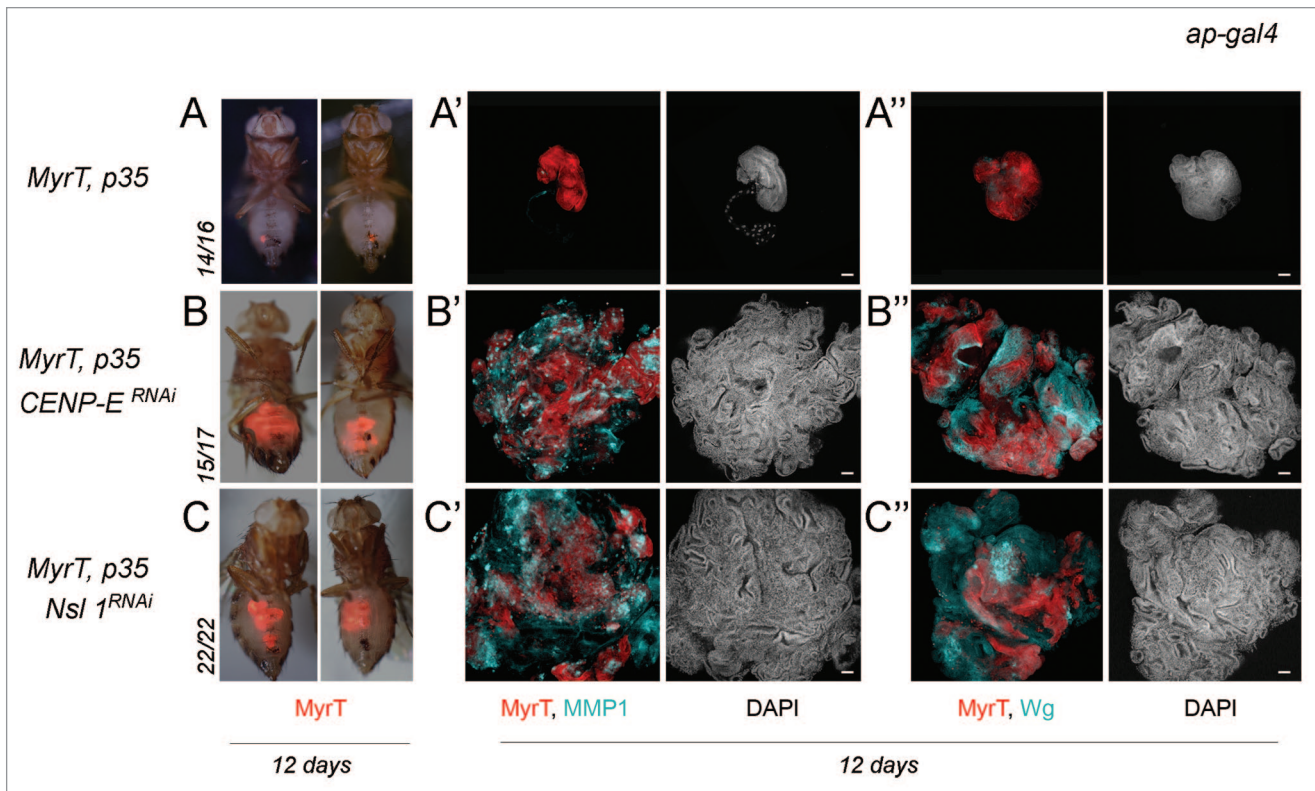 ap-gal4
A
A'
A''
MyrT, p35
14/16
B
B'
B''
MyrT, p35
CENP-E RNAi
15/17
C
C'
C''
MyrT, p35
Nsl 1RNAi
22/22
MyrT
MyrT, MMP1
DAPI
MyrT, Wg
DAPI
12 days
12 days